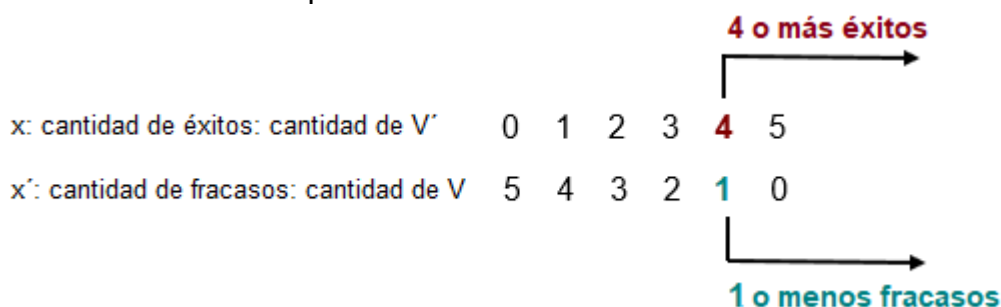 4 o más éxitos
x: cantidad de éxitos: cantidad de V´ 0 1 2 3 4 5
x´: cantidad de fracasos: cantidad de V 5 4 3 2 1 0
1 o menos fracasos